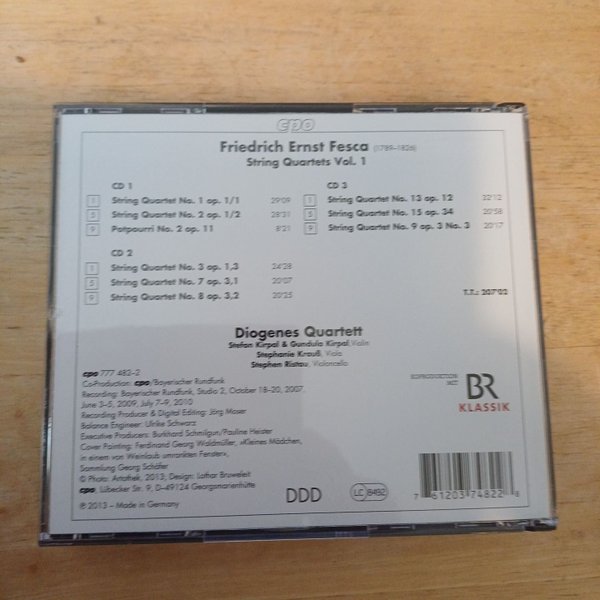 cpo
Friedrich Ernst Fesca (1789–1826)
String Quartets Vol. 1
CD 1
1 String Quartet No. 1 op. 1/1 29'09
5 String Quartet No. 2 op. 1/2 28'31
9 Potpourri No. 2 op. 11 8'21
CD 2
1 String Quartet No. 3 op. 1,3 24'28
5 String Quartet No. 7 op. 3,1 20'07
9 String Quartet No. 8 op. 3,2 20'25
CD 3
1 String Quartet No. 13 op. 12 22'12
5 String Quartet No. 15 op. 34 20'58
9 String Quartet No. 9 op. 3 No. 3 20'17
T.T.: 207'02
Diogenes Quartett
Stefan Kirpal & Gundula Kirpal, Violin
Stephanie Krauß, Viola
Stephen Ristau, Violoncello
cpo 777 482–2
Co-Production: cpo/Bayerischer Rundfunk
Recording: Bayerischer Rundfunk, Studio 2, October 18–20, 2007,
June 3–5, 2009, July 7–9, 2010
Recording Producer & Digital Editing: Jörg Moser
Balance Engineer: Ulrike Schwarz
Executive Producers: Burkhard Schmilgun/Pauline Heister
Cover Painting: Ferdinand Georg Waldmüller, »Kleines Mädchen,
in einem von Weinlaub umrankten Fenster«,
Sammlung Georg Schäfer
© Photo: Artothek, 2013; Design: Lothar Bruweleit
cpo, Lübecker Str. 9, D–49124 Georgsmarienhütte
℗ 2013 – Made in Germany
KOPRODUKTION
MIT
BR
KLASSIK
DDD
LC 8492
7 61203 74822 8